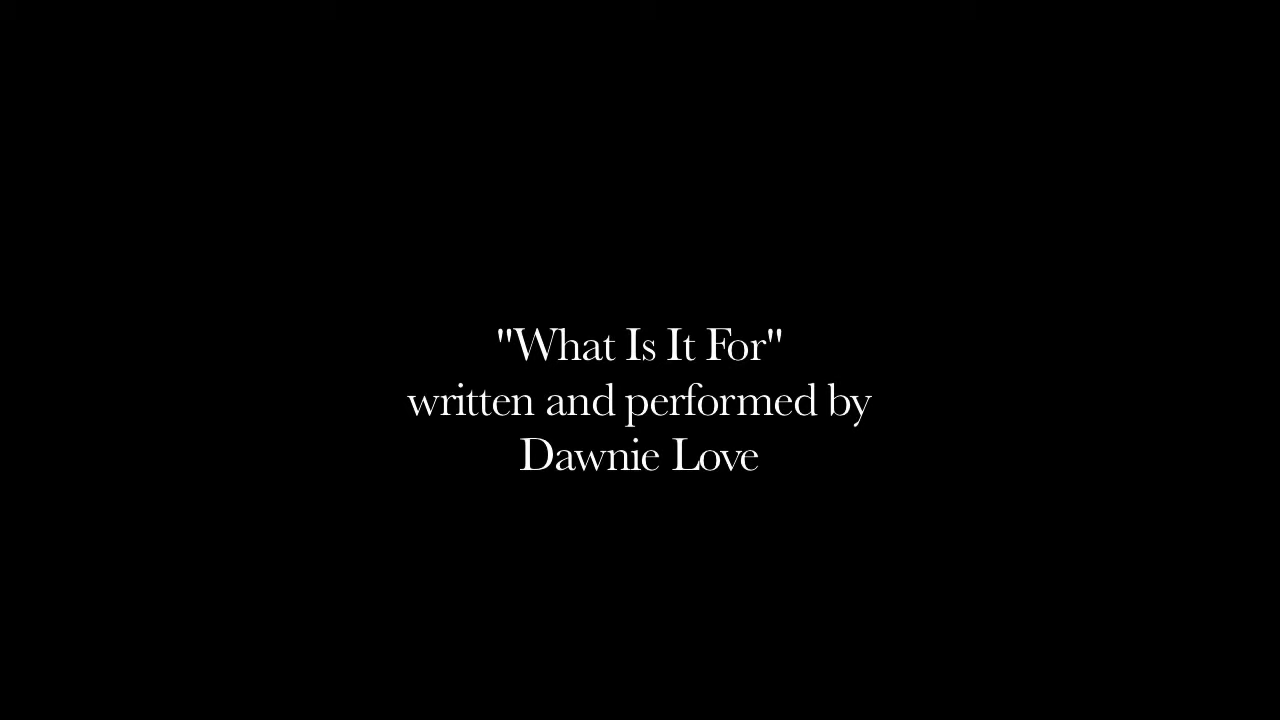 "What Is It For"
written and performed by
Dawnie Love